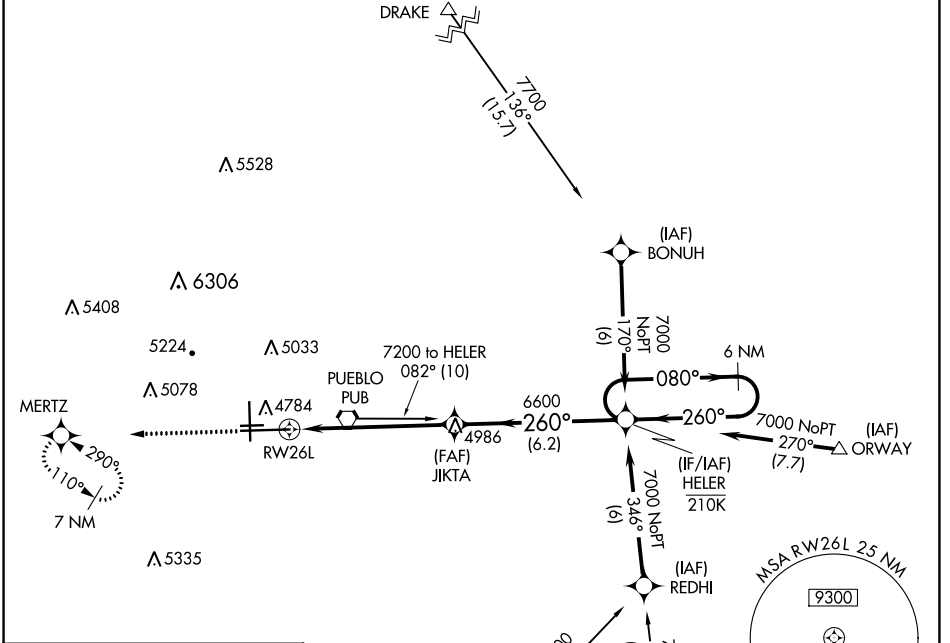 DRAKE
7700
136°
(15.7)
5528
(IAF)
BONUH
6306
5408
7000
NoPT
170°
(6)
5224
5033
7200 to HELER
082° (10)
6 NM
5078
PUEBLO
PUB
080°
MERTZ
4784
6600
260°
(6.2)
260°
7000 NoPT
270°
(7.7)
(IAF)
ORWAY
4986
RW26L
(FAF)
JIKTA
290°
110°
7 NM
(IF/IAF)
HELER
210K
7000 NoPT
346°
(6)
5335
(IAF)
REDHI
MSA RW26L 25 NM
9300